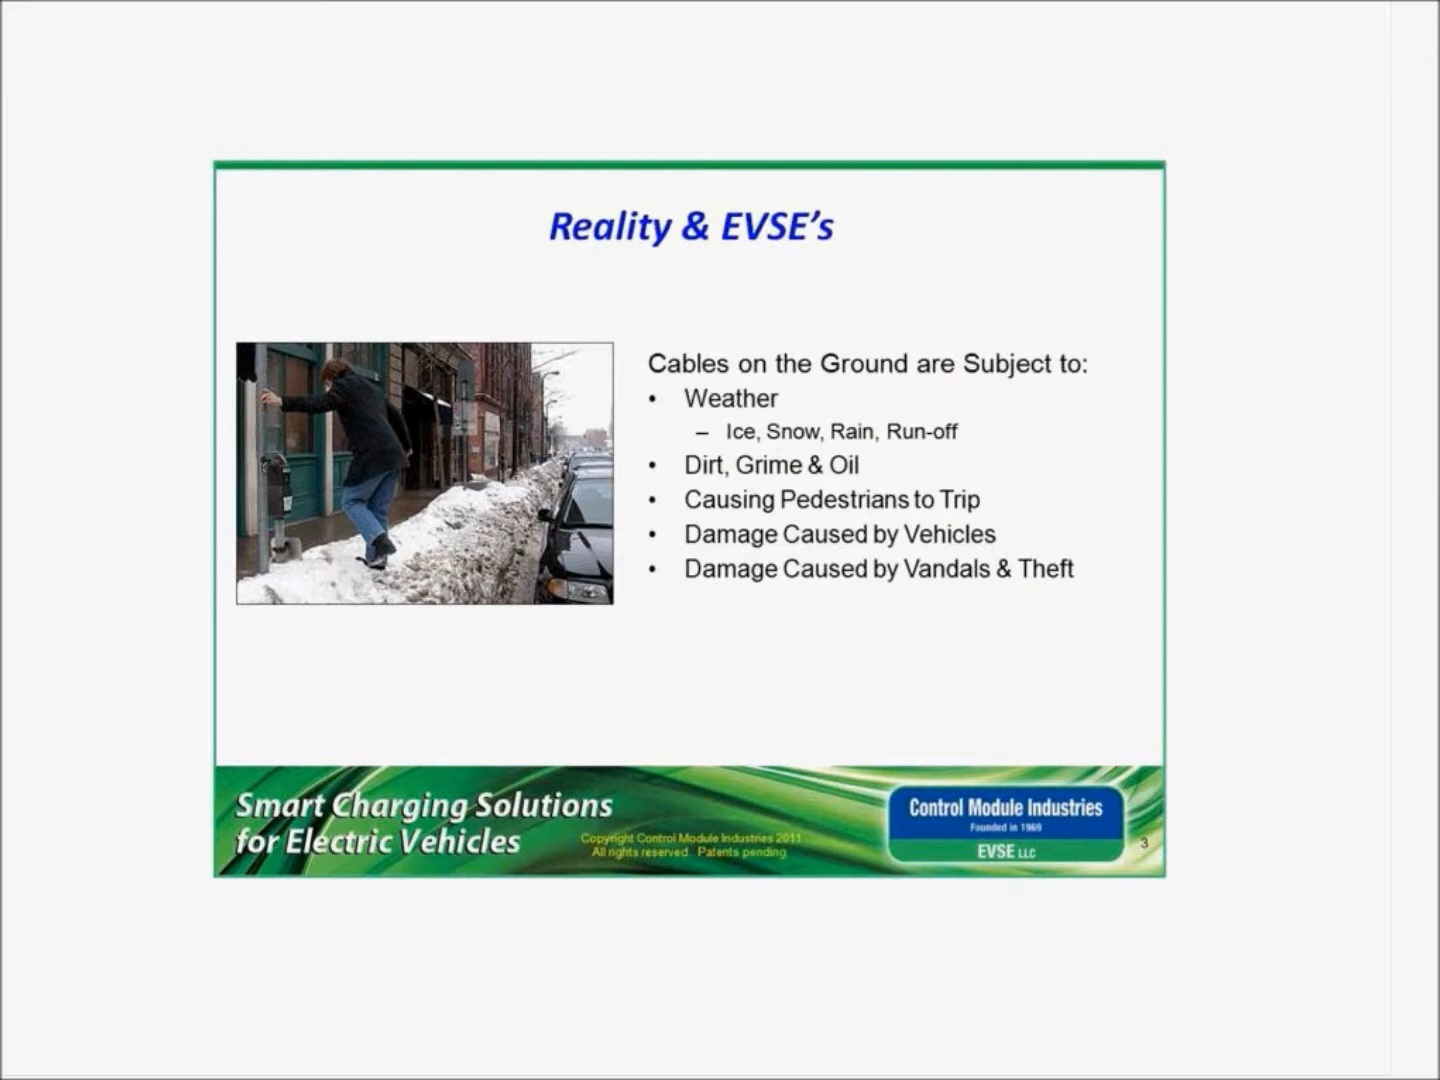 Reality & EVSE's
Cables on the Ground are Subject to:
• Weather
– Ice, Snow, Rain, Run-off
• Dirt, Grime & Oil
• Causing Pedestrians to Trip
• Damage Caused by Vehicles
• Damage Caused by Vandals & Theft
Smart Charging Solutions
for Electric Vehicles
Copyright Control Module Industries 2011
All rights reserved. Patents pending
Control Module Industries
Founded in 1969
EVSE LLC
3